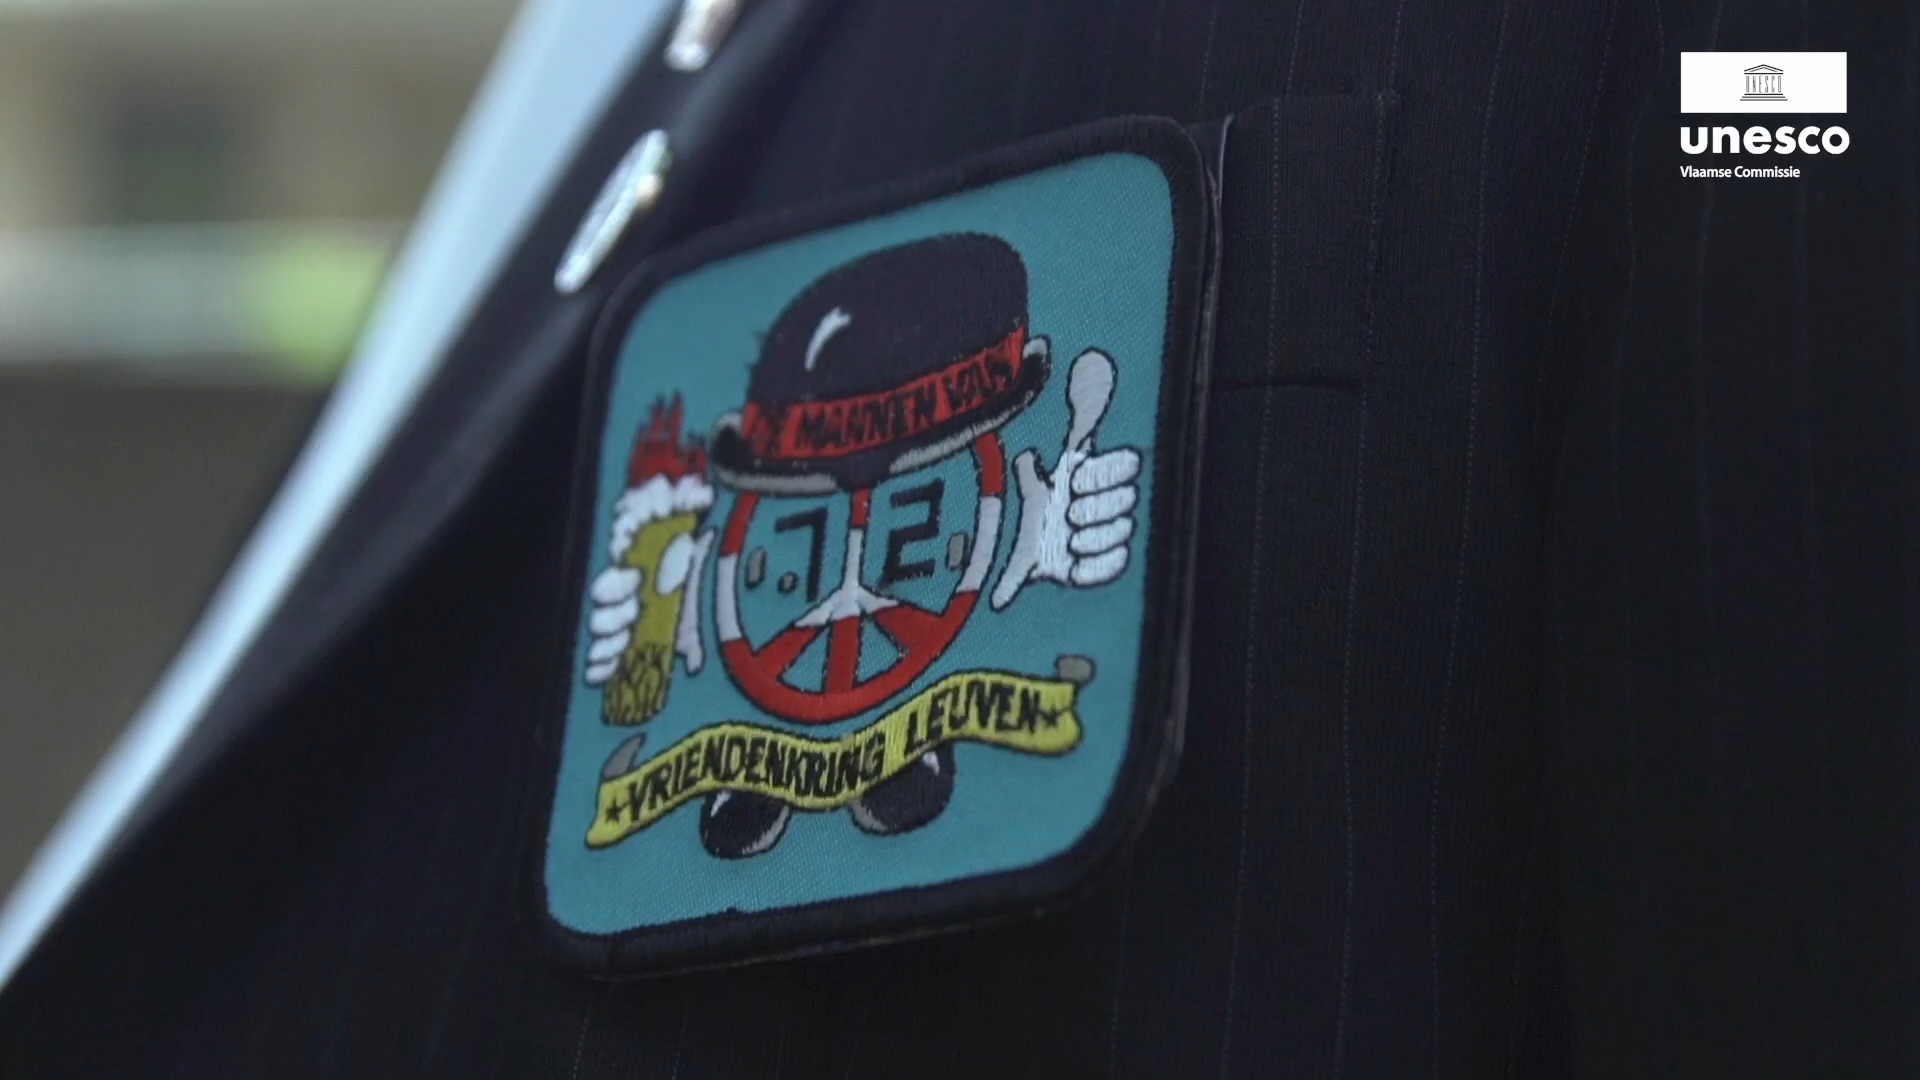 UNESCO
unesco
Vlaamse Commissie
DE MANNEN VAN
.72.
VRIENDENKRING LEUVEN